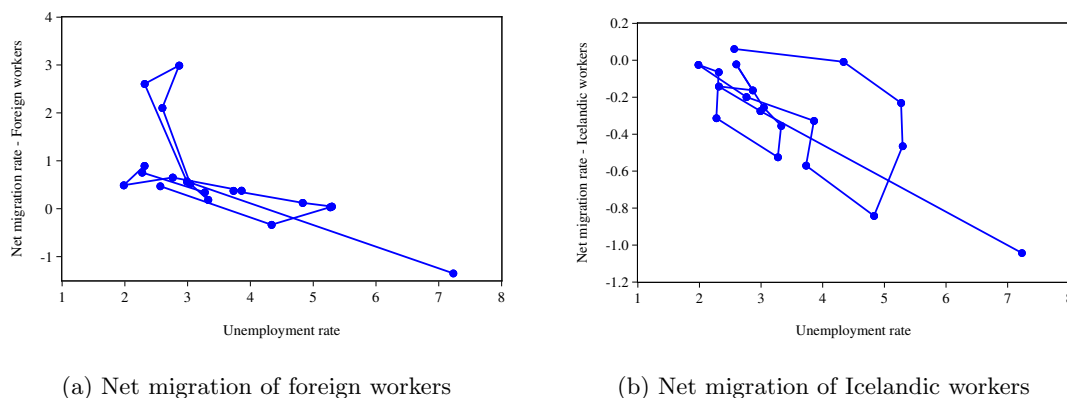 4
3
2
1
0
-1
1 2 3 4 5 6 7 8
Net migration rate - Foreign workers
Unemployment rate
(a) Net migration of foreign workers
0.2
0.0
-0.2
-0.4
-0.6
-0.8
-1.0
-1.2
1 2 3 4 5 6 7 8
Net migration rate - Icelandic workers
Unemployment rate
(b) Net migration of Icelandic workers